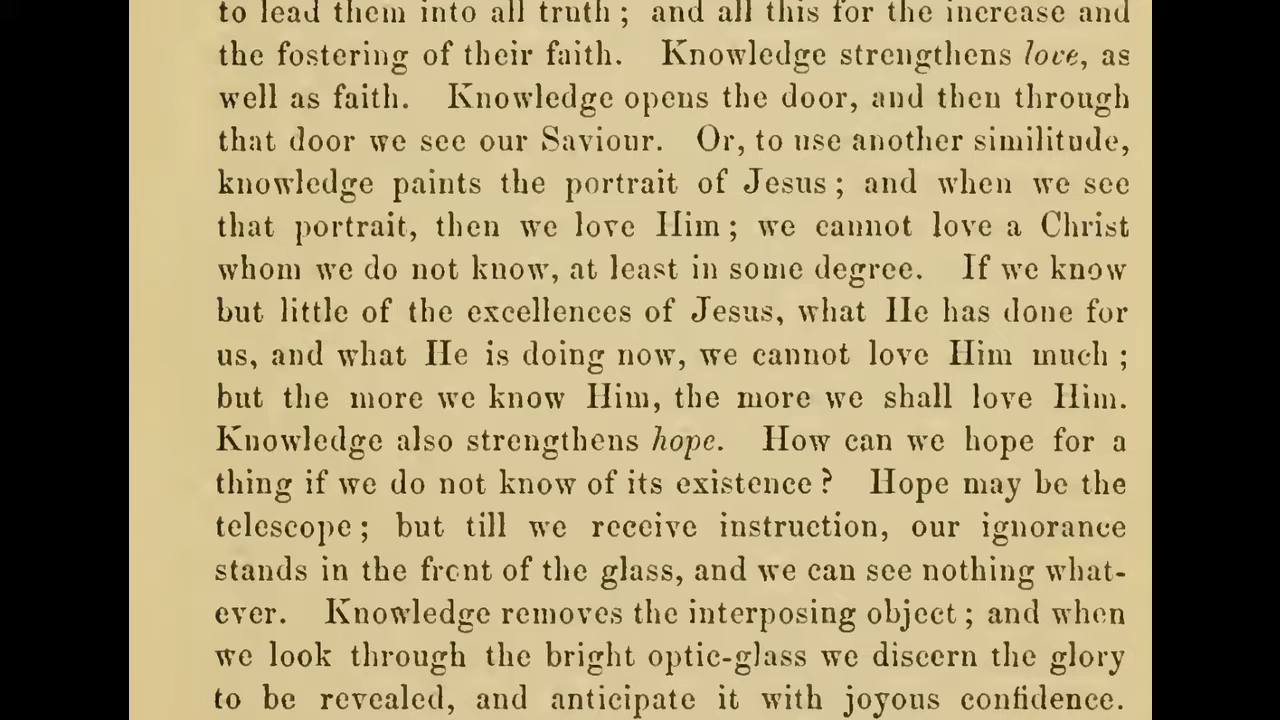 to lead them into all truth ; and all this for the increase and
the fostering of their faith. Knowledge strengthens love, as
well as faith. Knowledge opens the door, and then through
that door we see our Saviour. Or, to use another similitude,
knowledge paints the portrait of Jesus ; and when we see
that portrait, then we love Him ; we cannot love a Christ
whom we do not know, at least in some degree. If we know
but little of the excellences of Jesus, what He has done for
us, and what He is doing now, we cannot love Him much ;
but the more we know Him, the more we shall love Him.
Knowledge also strengthens hope. How can we hope for a
thing if we do not know of its existence ? Hope may be the
telescope ; but till we receive instruction, our ignorance
stands in the front of the glass, and we can see nothing what-
ever. Knowledge removes the interposing object ; and when
we look through the bright optic-glass we discern the glory
to be revealed, and anticipate it with joyous confidence.